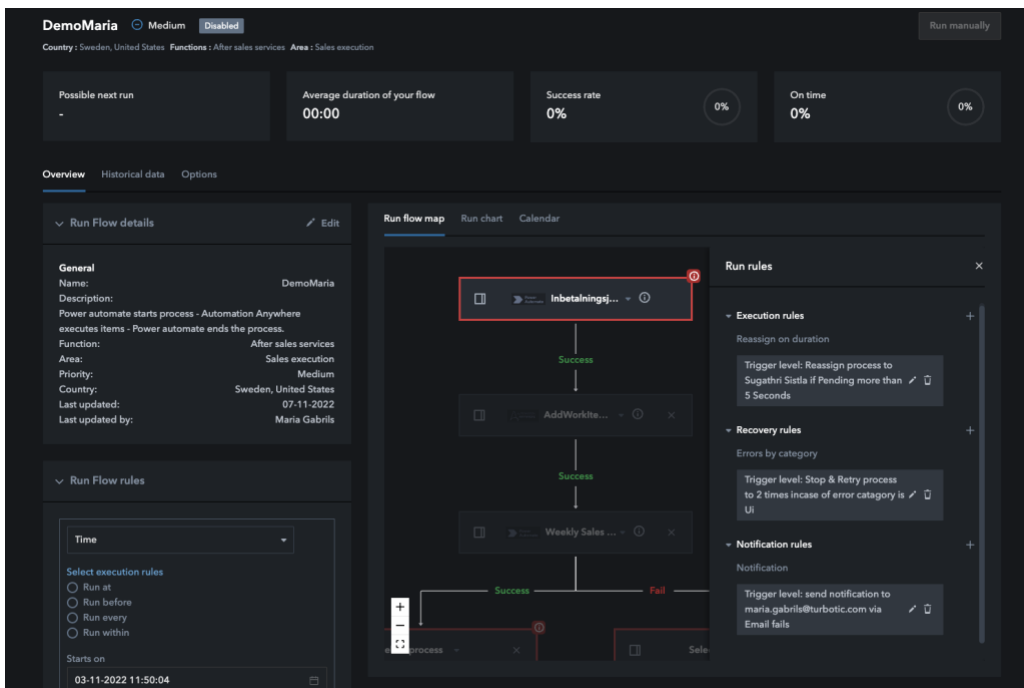 DemoMaria Medium Disabled
Run manually
Country : Sweden, United States Functions : After sales services Area : Sales execution
Possible next run
-
Average duration of your flow
00:00
Success rate
0%
0%
On time
0%
0%
Overview Historical data Options
Run Flow details
Edit
General
Name: DemoMaria
Description:
Power automate starts process - Automation Anywhere
executes items - Power automate ends the process.
Function: After sales services
Area: Sales execution
Priority: Medium
Country: Sweden, United States
Last updated: 07-11-2022
Last updated by: Maria Gabrils
Run Flow rules
Time
Select execution rules
Run at
Run before
Run every
Run within
Starts on
03-11-2022 11:50:04
Run flow map Run chart Calendar
Inbetalningsj...
Success
AddWorkIte...
Success
Weekly Sales ...
Success
Fail
process
Sele
Run rules
Execution rules
Reassign on duration
Trigger level: Reassign process to
Sugathri Sistla if Pending more than
5 Seconds
Recovery rules
Errors by category
Trigger level: Stop & Retry process
to 2 times incase of error catagory is
Ui
Notification rules
Notification
Trigger level: send notification to
maria.gabrils@turbotic.com via
Email fails